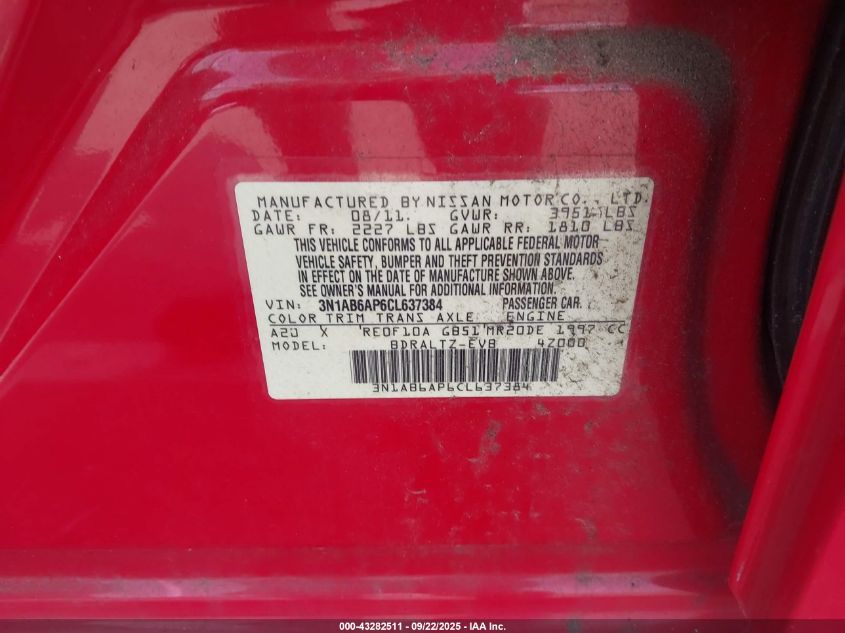 MANUFACTURED BY NISSAN MOTOR CO., LTD.
DATE: 08/11. GVWR: 3951 LBS
GAWR FR: 2227 LBS GAWR RR: 1810 LBS
THIS VEHICLE CONFORMS TO ALL APPLICABLE FEDERAL MOTOR
VEHICLE SAFETY, BUMPER AND THEFT PREVENTION STANDARDS
IN EFFECT ON THE DATE OF MANUFACTURE SHOWN ABOVE.
SEE OWNER'S MANUAL FOR ADDITIONAL INFORMATION.
VIN: 3N1AB6AP6CL637384 PASSENGER CAR
COLOR TRIM TRANS AXLE: ENGINE
A20 X RE0F10A GB51 MR20DE 1997 CC
MODEL: BDRALTZ-EVB 4Z000
3N1AB6AP6CL637384
000-43282511 - 09/22/2025 - IAA Inc.